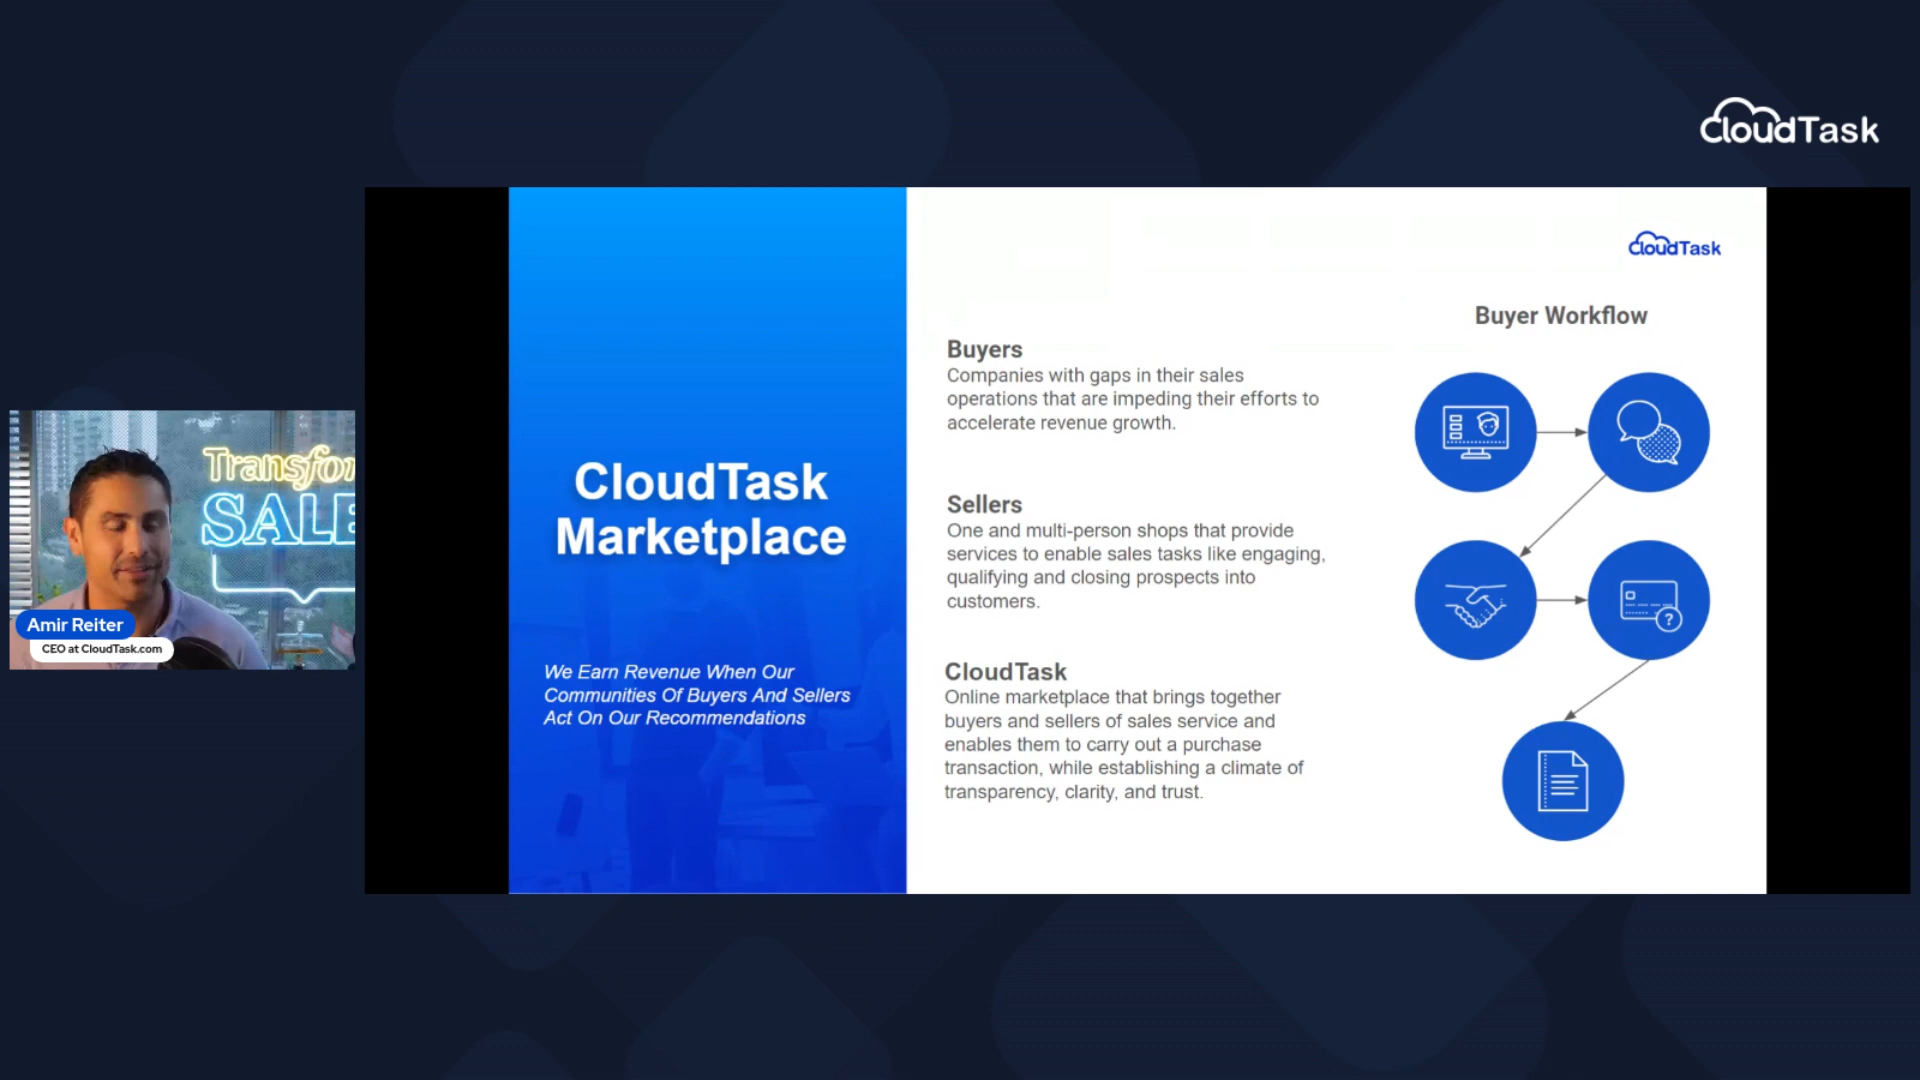 CloudTask
CloudTask
Buyer Workflow
Buyers
Companies with gaps in their sales
operations that are impeding their efforts to
accelerate revenue growth.
Sellers
One and multi-person shops that provide
services to enable sales tasks like engaging,
qualifying and closing prospects into
customers.
CloudTask
Online marketplace that brings together
buyers and sellers of sales service and
enables them to carry out a purchase
transaction, while establishing a climate of
transparency, clarity, and trust.
CloudTask
Marketplace
We Earn Revenue When Our
Communities Of Buyers And Sellers
Act On Our Recommendations
?
Transfor
SALE
Amir Reiter
CEO at CloudTask.com